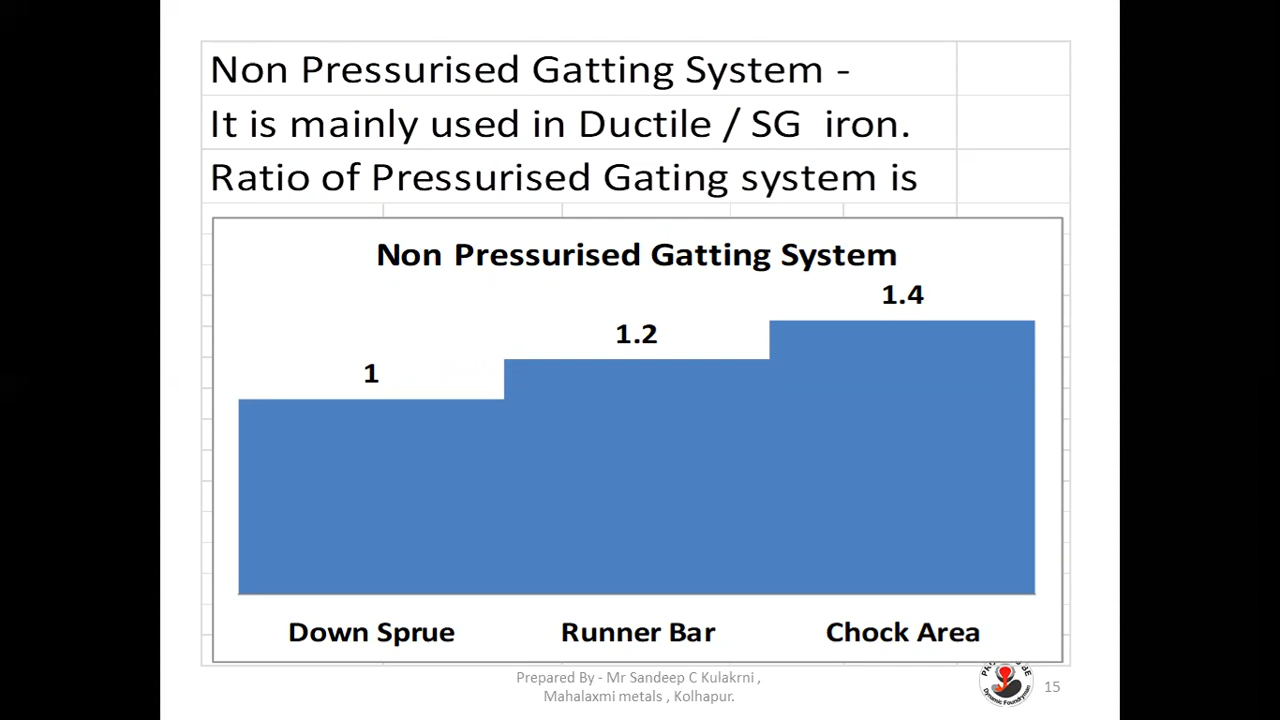 Non Pressurised Gatting System -
It is mainly used in Ductile / SG iron.
Ratio of Pressurised Gating system is
Non Pressurised Gatting System
1
1.2
1.4
Down Sprue
Runner Bar
Chock Area
Prepared By - Mr Sandeep C Kulakrni ,
Mahalaxmi metals , Kolhapur.
Dynamic Foundryman
15